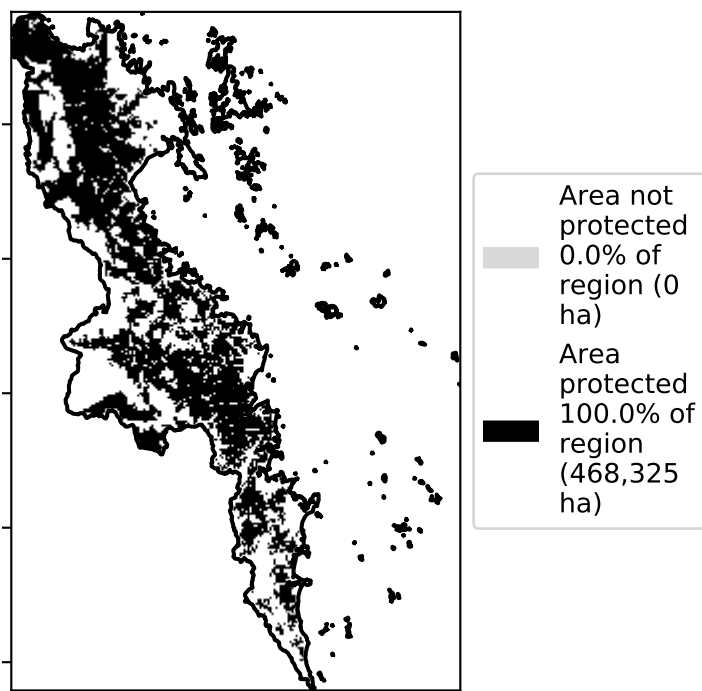 Area not
protected
0.0% of
region (0
ha)
Area
protected
100.0% of
region
(468,325
ha)